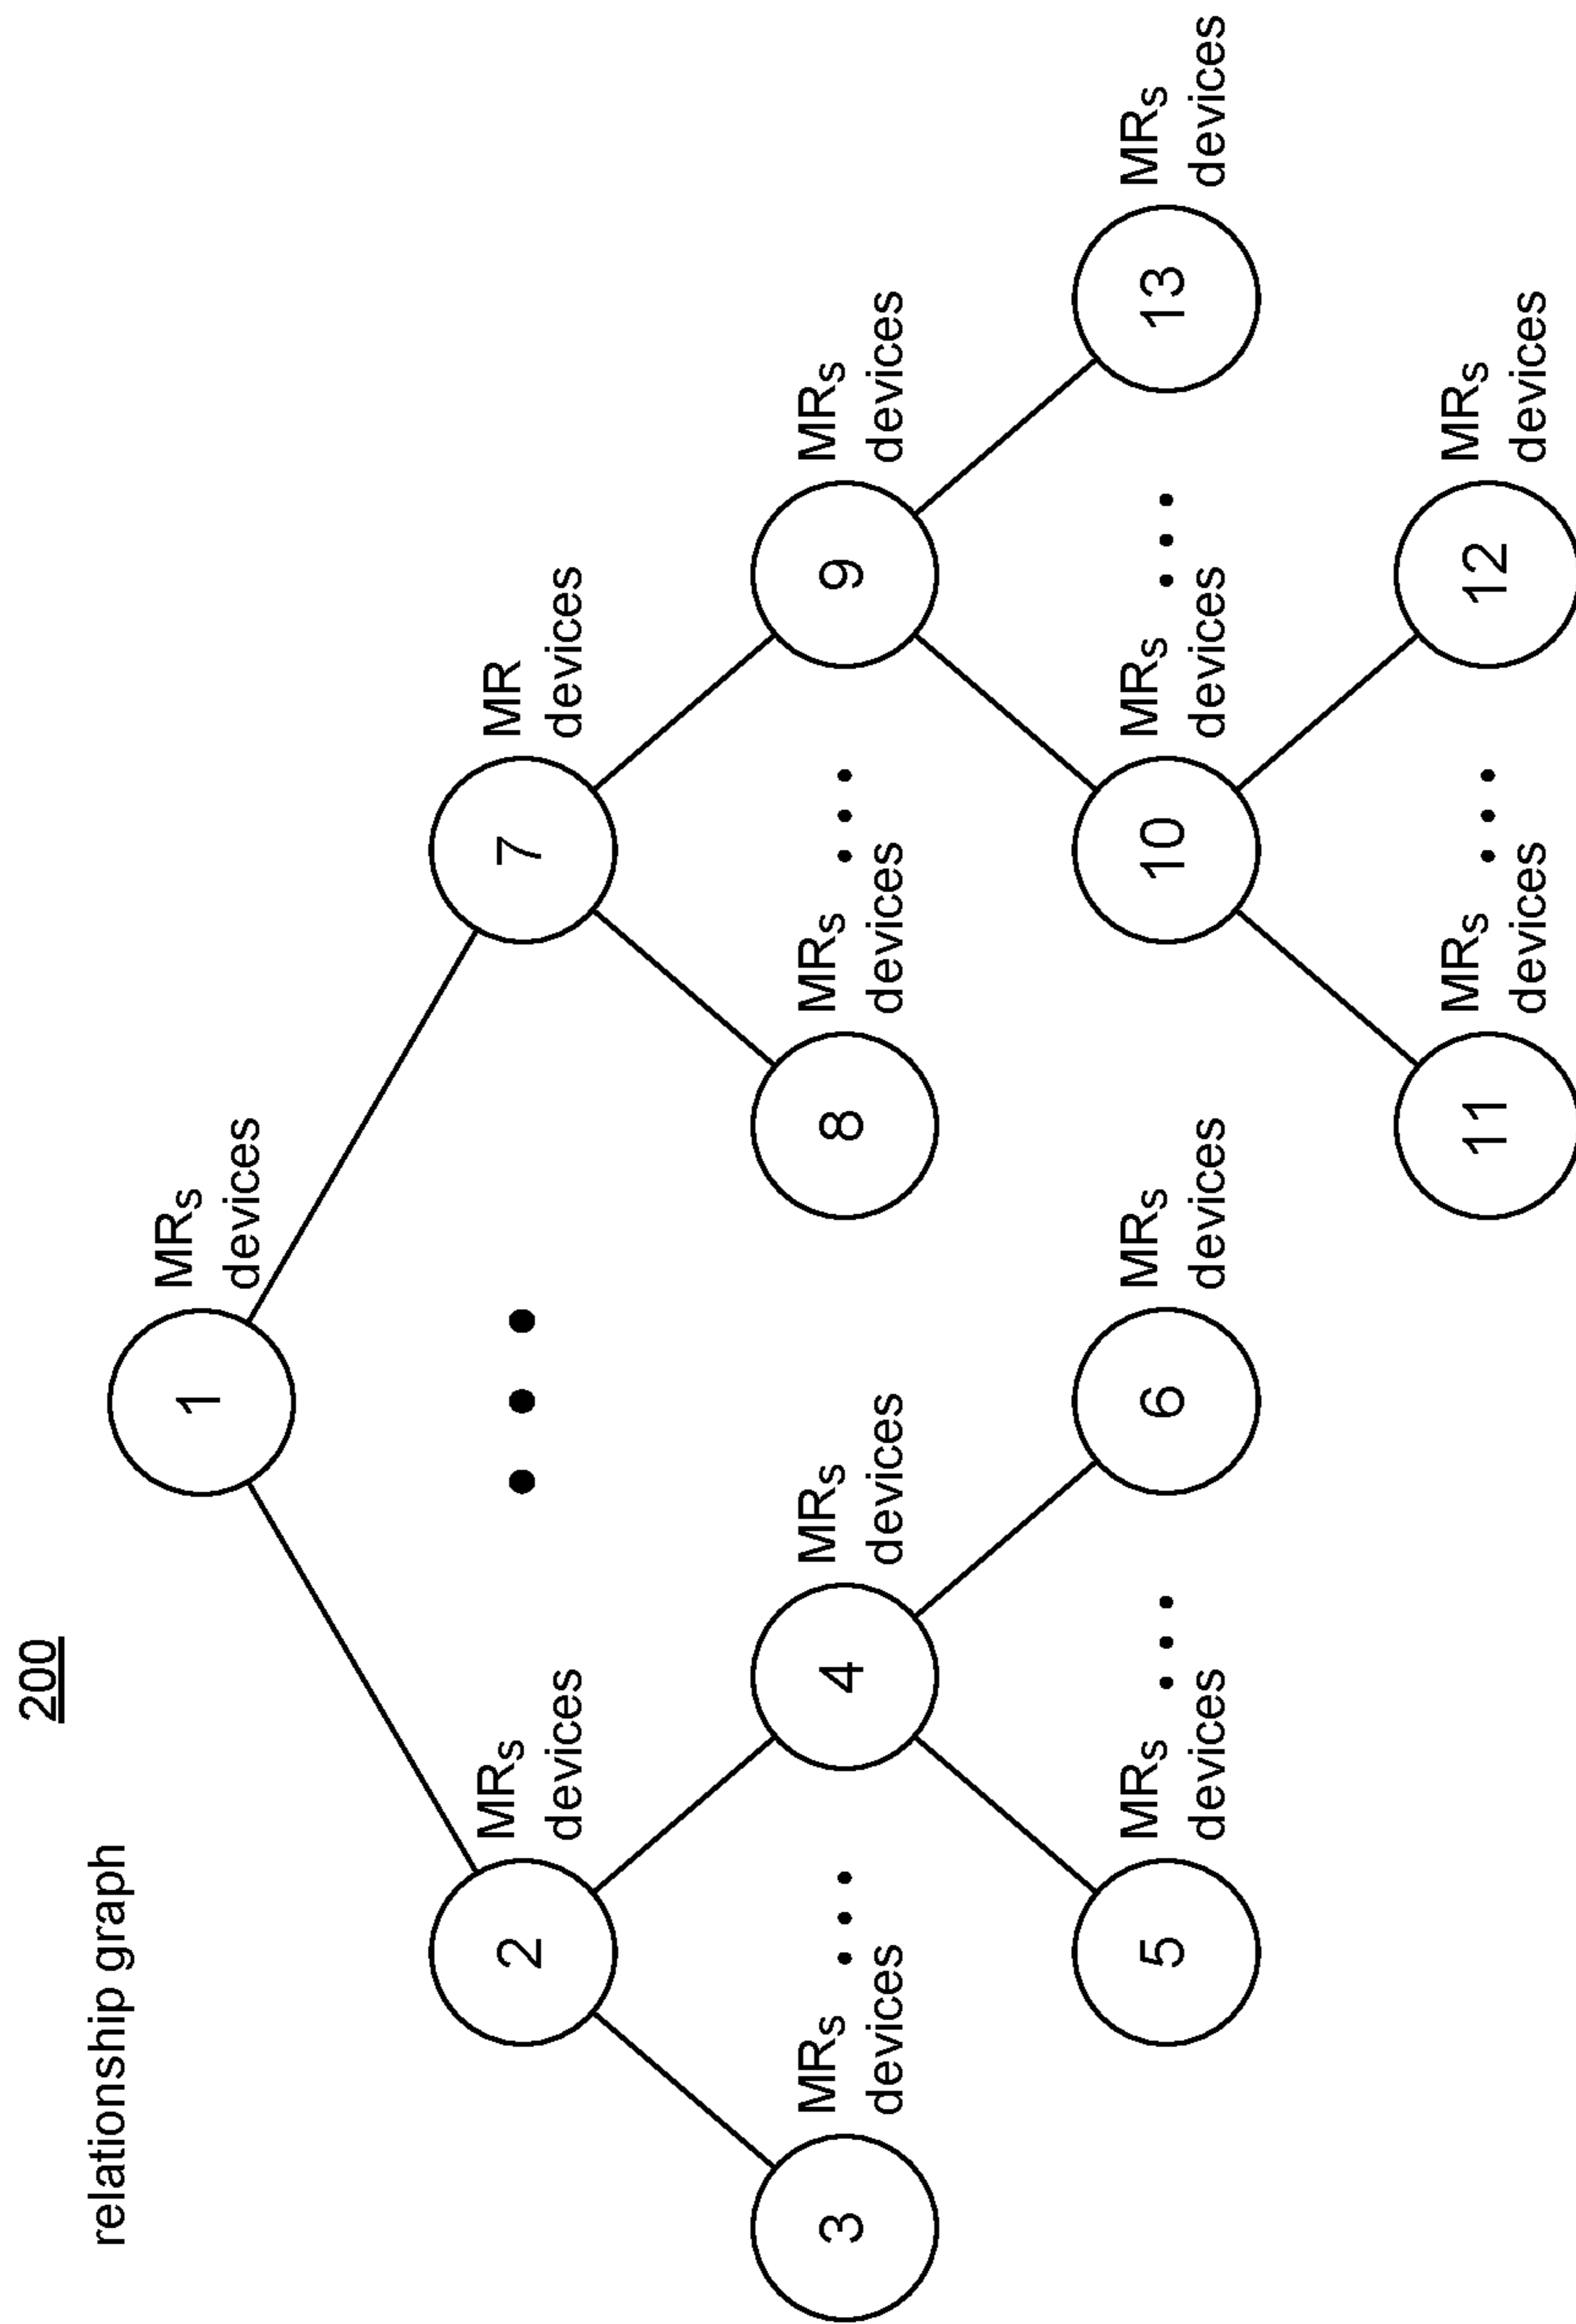 200
relationship graph
1
MRs
devices
2
MRs
devices
7
MR
devices
3
MRs
devices
4
MRs
devices
8
MRs
devices
9
MRs
devices
5
MRs
devices
6
MRs
devices
10
MRs
devices
13
MRs
devices
11
MRs
devices
12
MRs
devices